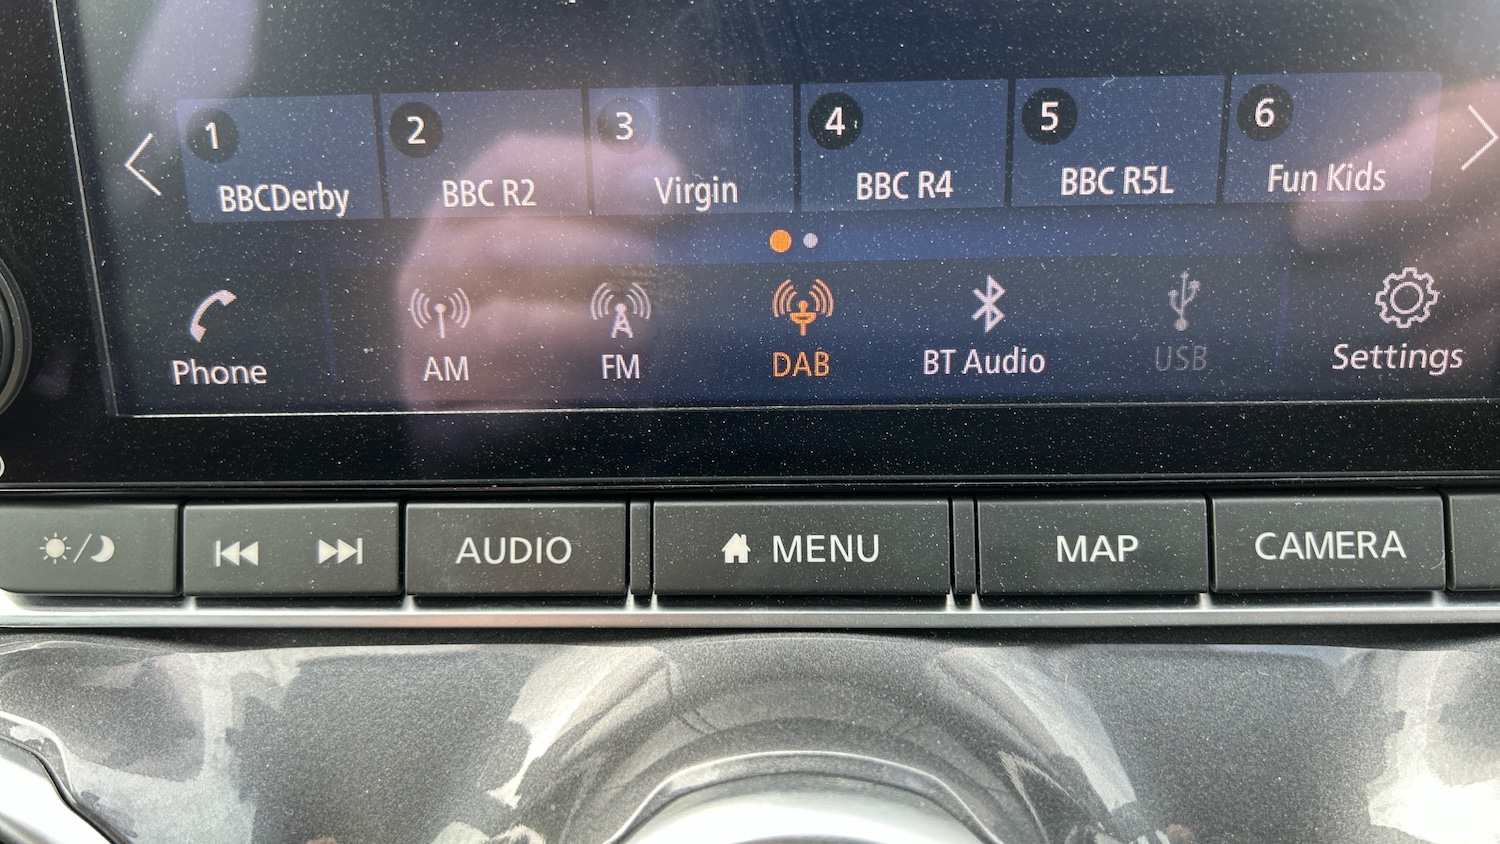 1 2 3 4 5 6
BBCDerby BBC R2 Virgin BBC R4 BBC R5L Fun Kids
Phone AM FM DAB BT Audio USB Settings
AUDIO MENU MAP CAMERA